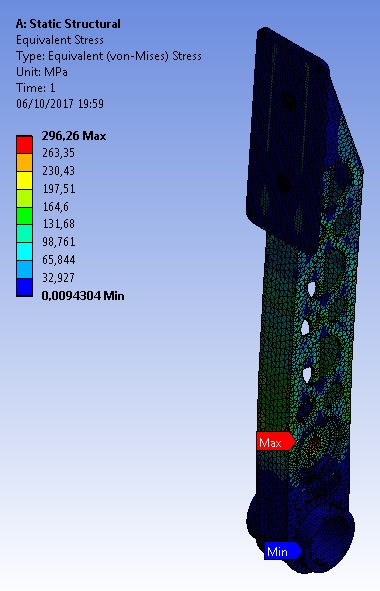 A: Static Structural
Equivalent Stress
Type: Equivalent (von-Mises) Stress
Unit: MPa
Time: 1
06/10/2017 19:59
296,26 Max
263,35
230,43
197,51
164,6
131,68
98,761
65,844
32,927
0,0094304 Min
Max
Min